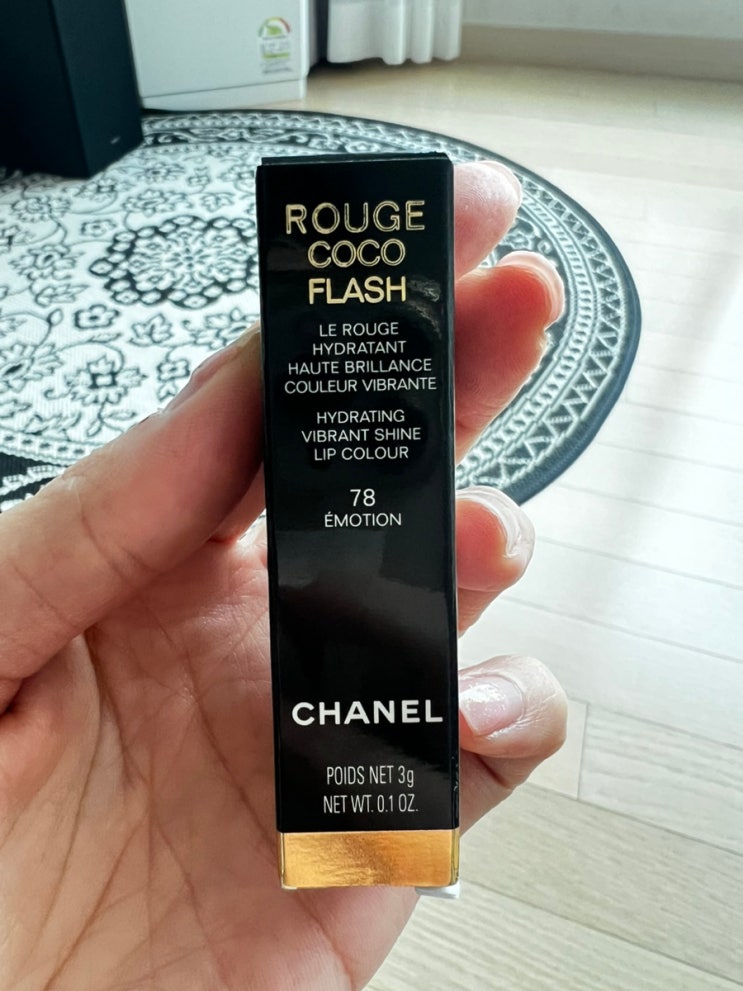 ROUGE
COCO
FLASH
LE ROUGE
HYDRATANT
HAUTE BRILLANCE
COULEUR VIBRANTE
HYDRATING
VIBRANT SHINE
LIP COLOUR
78
ÉMOTION
CHANEL
POIDS NET 3g
NET WT. 0.1 OZ.